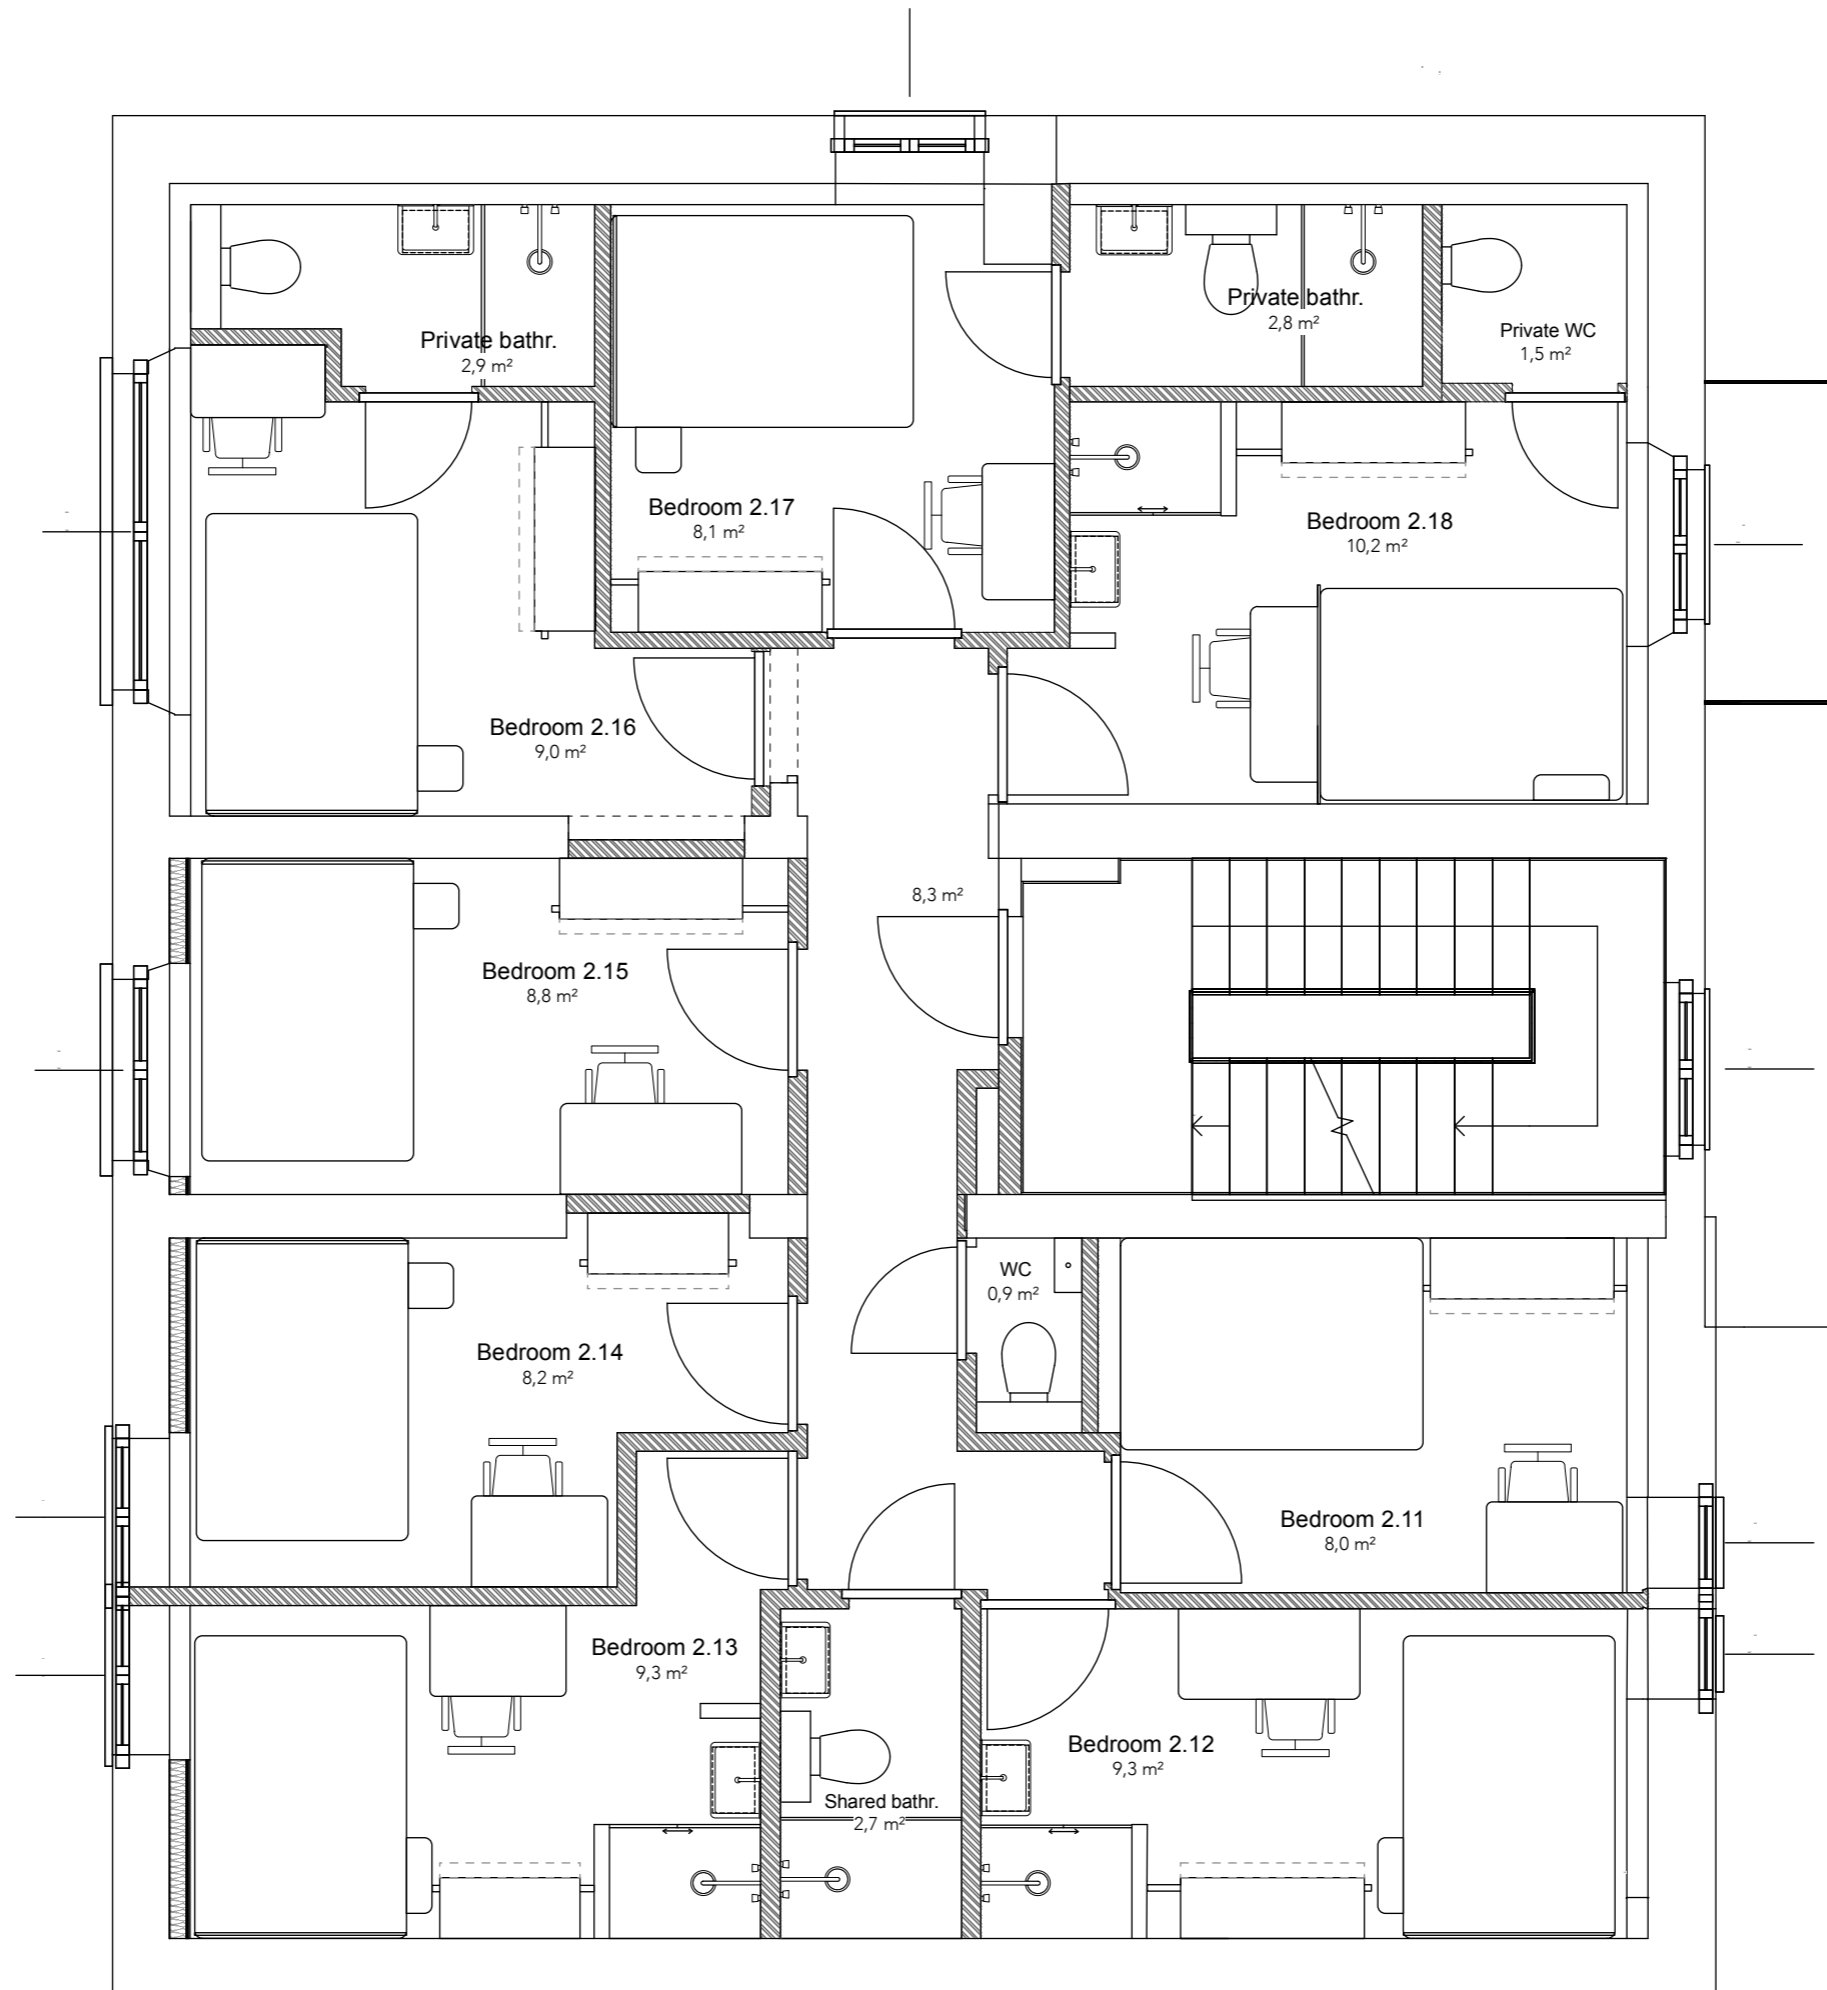 Private bathr.
2,9 m²
Private bathr.
2,8 m²
Private WC
1,5 m²
Bedroom 2.17
8,1 m²
Bedroom 2.18
10,2 m²
Bedroom 2.16
9,0 m²
8,3 m²
Bedroom 2.15
8,8 m²
WC
0,9 m²
Bedroom 2.14
8,2 m²
Bedroom 2.11
8,0 m²
Bedroom 2.13
9,3 m²
Bedroom 2.12
9,3 m²
Shared bathr.
2,7 m²